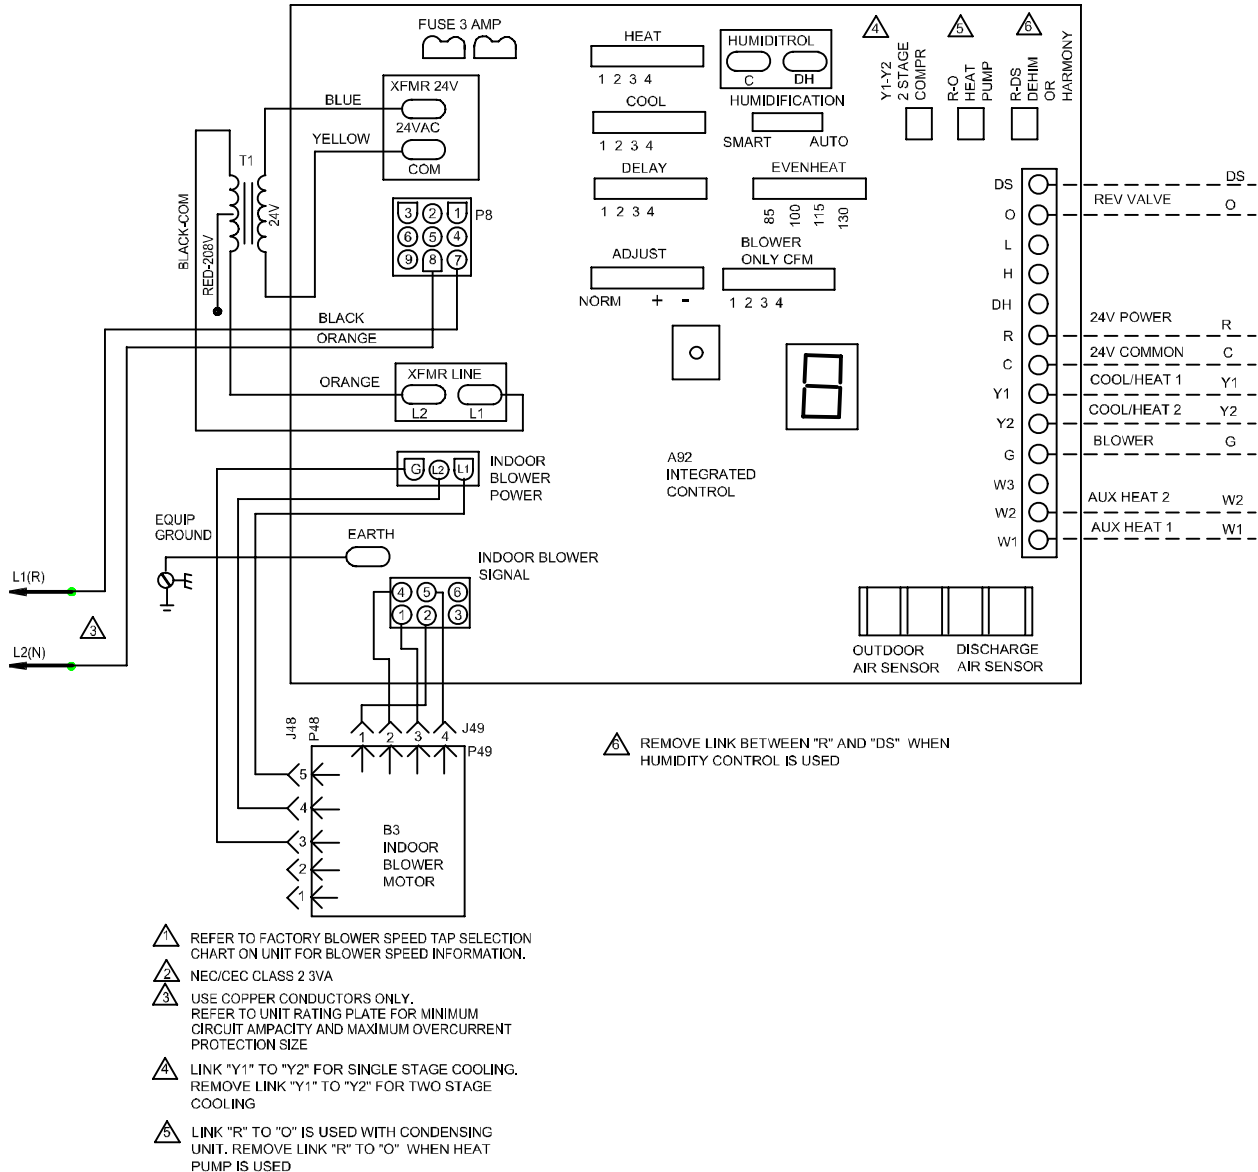 FUSE 3 AMP
XFMR 24V
24VAC
COM
BLUE
YELLOW
T1
24V
BLACK-COM
RED-208V
3 2 1
6 5 4
9 8 7
P8
BLACK
ORANGE
ORANGE
XFMR LINE
L2 L1
G L2 L1
INDOOR
BLOWER
POWER
EQUIP
GROUND
EARTH
INDOOR BLOWER
SIGNAL
4 5 6
1 2 3
L1(R)
3
L2(N)
HEAT
1 2 3 4
COOL
1 2 3 4
DELAY
1 2 3 4
ADJUST
NORM + -
HUMIDITROL
C DH
HUMIDIFICATION
SMART AUTO
EVENHEAT
85
100
115
130
BLOWER
ONLY CFM
1 2 3 4
8
A92
INTEGRATED
CONTROL
4
Y1-Y2
2 STAGE
COMPR
5
R-O
HEAT
PUMP
6
R-DS
DEHIM
OR
HARMONY
DS DS
O REV VALVE O
L
H
DH
R 24V POWER R
C 24V COMMON C
Y1 COOL/HEAT 1 Y1
Y2 COOL/HEAT 2 Y2
G BLOWER G
W3
W2 AUX HEAT 2 W2
W1 AUX HEAT 1 W1
OUTDOOR
AIR SENSOR
DISCHARGE
AIR SENSOR
J48
P48
1 2 3 4
J49
P49
5
4
3
2
1
B3
INDOOR
BLOWER
MOTOR
6 REMOVE LINK BETWEEN "R" AND "DS" WHEN
HUMIDITY CONTROL IS USED
1 REFER TO FACTORY BLOWER SPEED TAP SELECTION
CHART ON UNIT FOR BLOWER SPEED INFORMATION.
2 NEC/CEC CLASS 2 3VA
3 USE COPPER CONDUCTORS ONLY.
REFER TO UNIT RATING PLATE FOR MINIMUM
CIRCUIT AMPACITY AND MAXIMUM OVERCURRENT
PROTECTION SIZE
4 LINK "Y1" TO "Y2" FOR SINGLE STAGE COOLING.
REMOVE LINK "Y1" TO "Y2" FOR TWO STAGE
COOLING
5 LINK "R" TO "O" IS USED WITH CONDENSING
UNIT. REMOVE LINK "R" TO "O" WHEN HEAT
PUMP IS USED